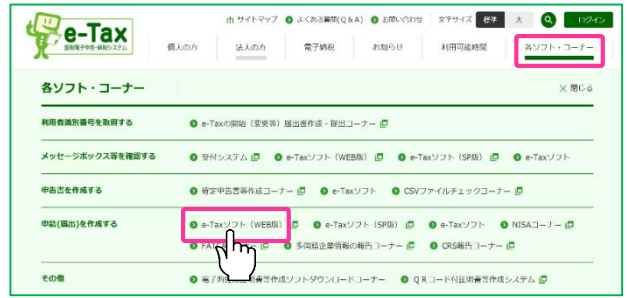 サイトマップ よくある質問(Q&A) お問い合わせ 文字サイズ 標準 大 ログイン
e-Tax
国税電子申告・納税システム
個人の方 法人の方 電子納税 お知らせ 利用可能時間 各ソフト・コーナー
各ソフト・コーナー 閉じる
利用者識別番号を取得する e-Taxの開始(変更等)届出書作成・提出コーナー
メッセージボックス等を確認する 受付システム e-Taxソフト(WEB版) e-Taxソフト(SP版) e-Taxソフト
申告書を作成する 確定申告書等作成コーナー e-Taxソフト CSVファイルチェックコーナー
申請(届出)を作成する e-Taxソフト(WEB版) e-Taxソフト(SP版) e-Taxソフト NISAコーナー
多国籍企業情報の報告コーナー CRS報告コーナー
その他 電子的 証明書等作成ソフトダウンロードコーナー QRコード付証明書等作成システム